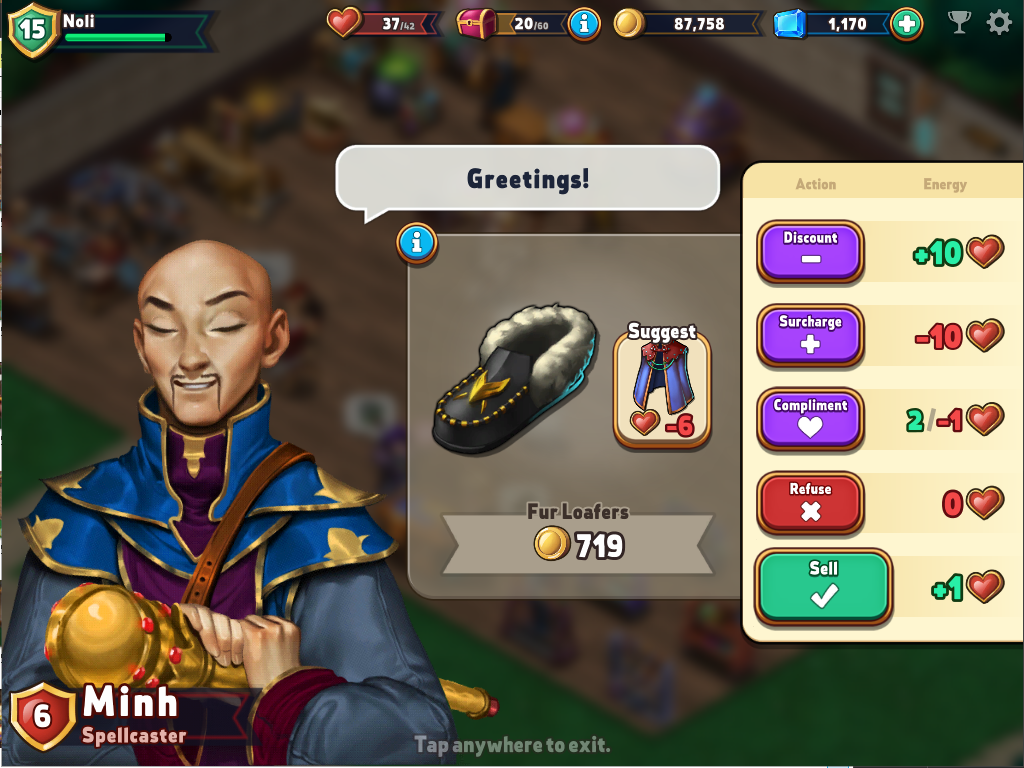 15
Noli
37/42
20/60
i
87,758
1,170
Greetings!
i
Action
Energy
Discount
+10
Surcharge
-10
Suggest
-6
Compliment
2/-1
Refuse
0
Fur Loafers
719
Sell
+1
6
Minh
Spellcaster
Tap anywhere to exit.